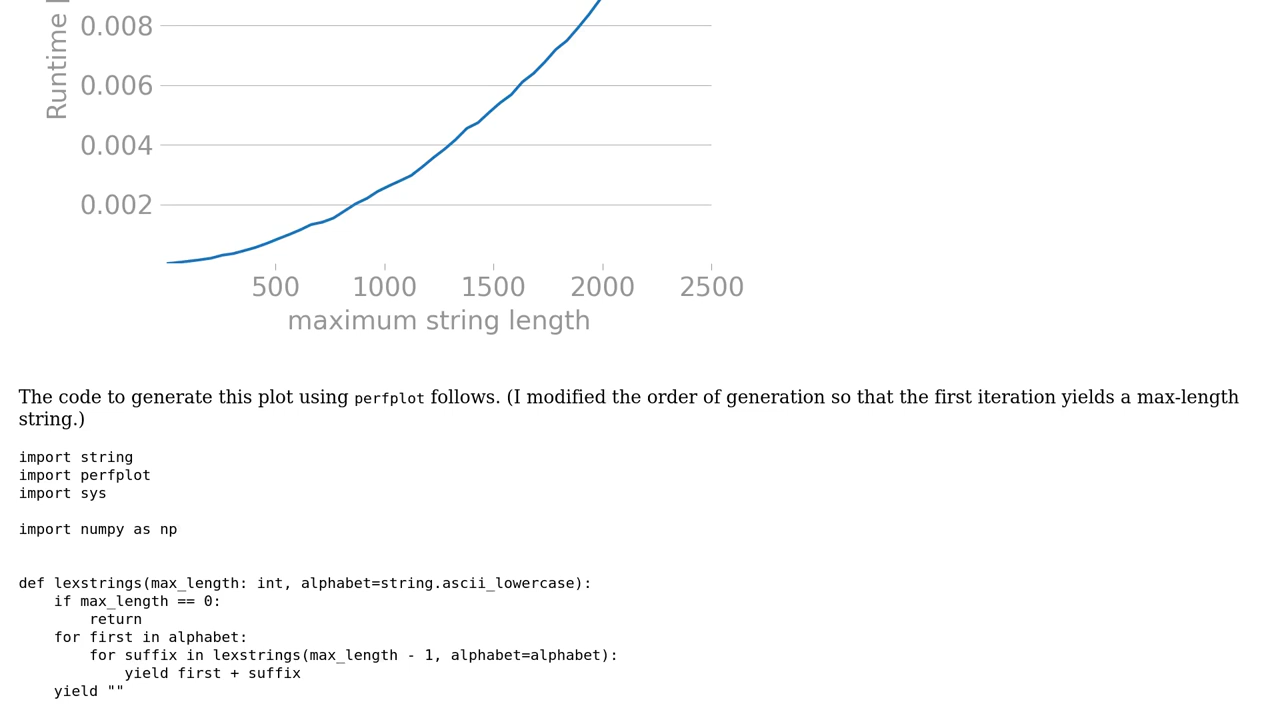 0.008
Runtime
0.006
0.004
0.002
500 1000 1500 2000 2500
maximum string length
The code to generate this plot using perfplot follows. (I modified the order of generation so that the first iteration yields a max-length
string.)
import string
import perfplot
import sys
import numpy as np
def lexstrings(max_length: int, alphabet=string.ascii_lowercase):
    if max_length == 0:
        return
    for first in alphabet:
        for suffix in lexstrings(max_length - 1, alphabet=alphabet):
            yield first + suffix
    yield ""